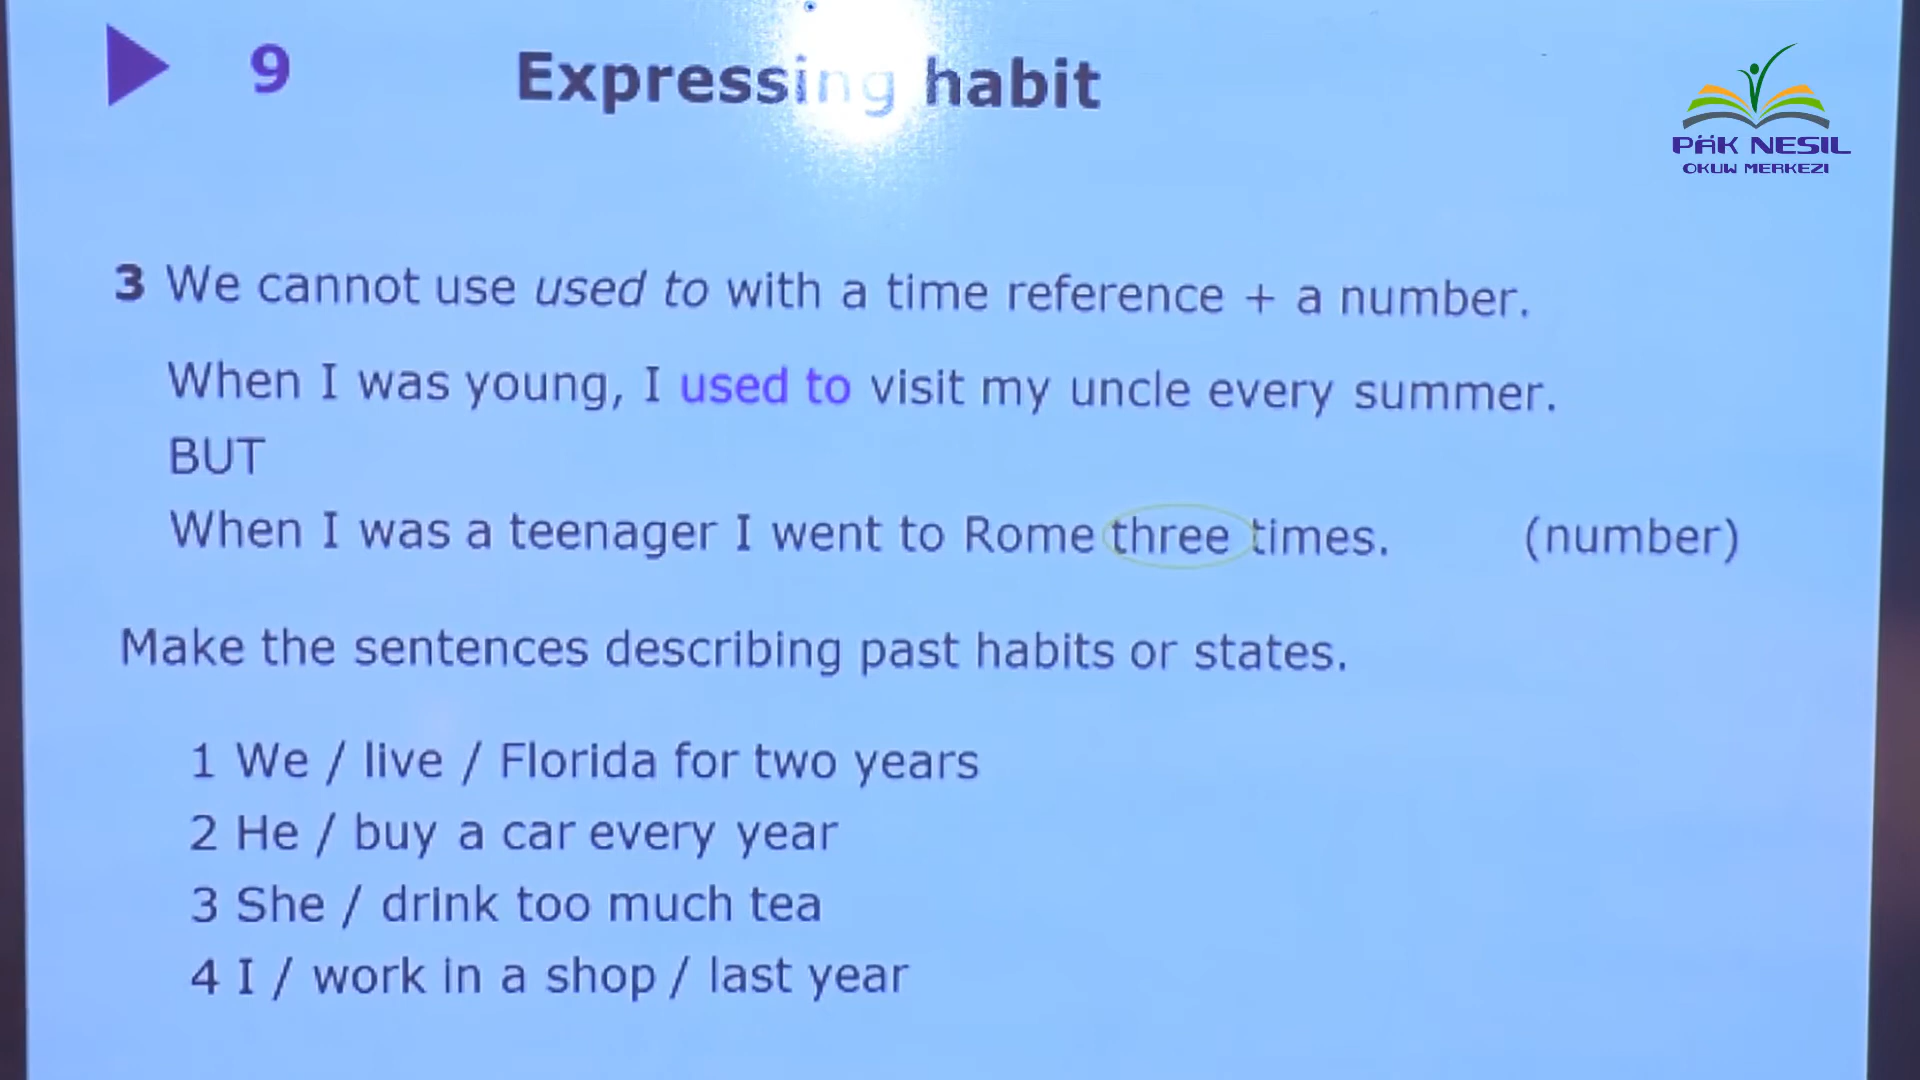 9 Expressing habit
PÄK NESIL
OKUW MERKEZI
3 We cannot use used to with a time reference + a number.
When I was young, I used to visit my uncle every summer.
BUT
When I was a teenager I went to Rome three times. (number)
Make the sentences describing past habits or states.
1 We / live / Florida for two years
2 He / buy a car every year
3 She / drink too much tea
4 I / work in a shop / last year